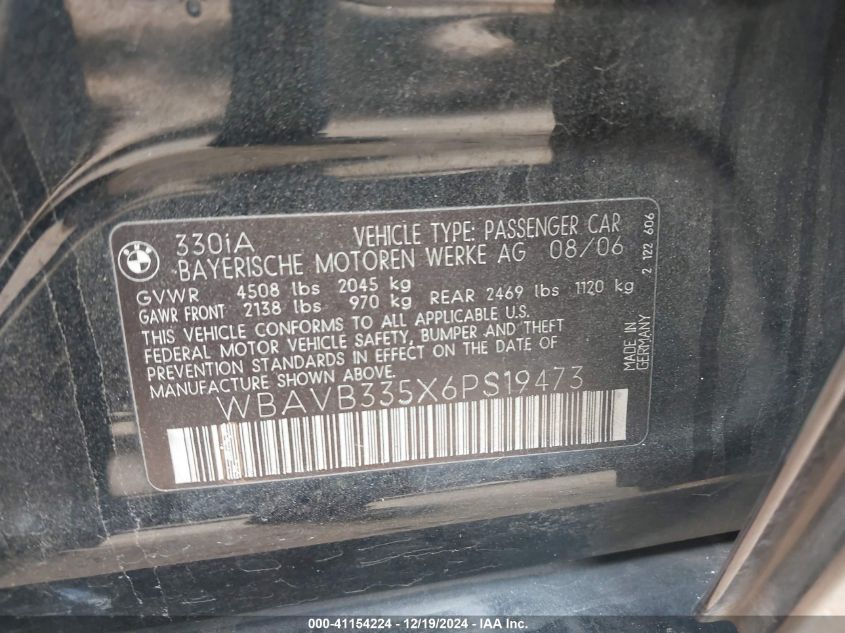 BMW
330iA VEHICLE TYPE: PASSENGER CAR
BAYERISCHE MOTOREN WERKE AG 08/06
GVWR 4508 lbs 2045 kg
GAWR FRONT 2138 lbs 970 kg REAR 2469 lbs 1120 kg
THIS VEHICLE CONFORMS TO ALL APPLICABLE U.S.
FEDERAL MOTOR VEHICLE SAFETY, BUMPER AND THEFT
PREVENTION STANDARDS IN EFFECT ON THE DATE OF
MANUFACTURE SHOWN ABOVE.
WBAVB335X6PS19473
MADE IN
GERMANY
2 122 606
000-41154224 - 12/19/2024 - IAAI.COM